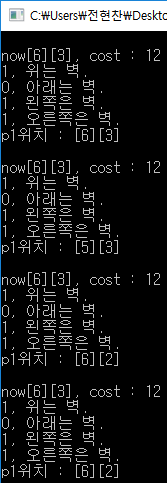 C:₩Users₩전현찬₩Deskto
now[6][3], cost : 12
1, 위는 벽.
0, 아래는 벽.
1, 왼쪽은 벽.
1, 오른쪽은 벽.
p1위치 : [6][3]
now[6][3], cost : 12
1, 위는 벽.
0, 아래는 벽.
1, 왼쪽은 벽.
1, 오른쪽은 벽.
p1위치 : [5][3]
now[6][3], cost : 12
1, 위는 벽.
0, 아래는 벽.
1, 왼쪽은 벽.
1, 오른쪽은 벽.
p1위치 : [6][2]
now[6][3], cost : 12
1, 위는 벽.
0, 아래는 벽.
1, 왼쪽은 벽.
1, 오른쪽은 벽.
p1위치 : [6][2]